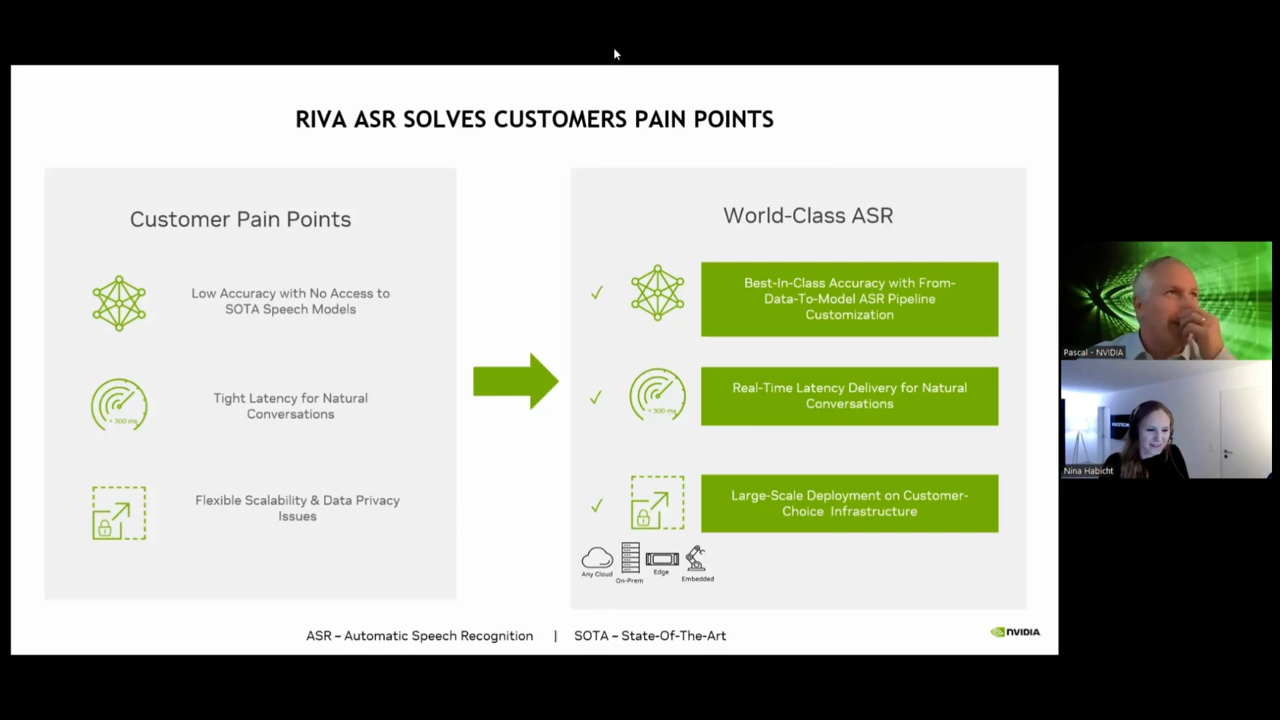 RIVA ASR SOLVES CUSTOMERS PAIN POINTS
Customer Pain Points
Low Accuracy with No Access to
SOTA Speech Models
< 300 ms
Tight Latency for Natural
Conversations
Flexible Scalability & Data Privacy
Issues
World-Class ASR
Best-In-Class Accuracy with From-
Data-To-Model ASR Pipeline
Customization
< 300 ms
Real-Time Latency Delivery for Natural
Conversations
Large-Scale Deployment on Customer-
Choice Infrastructure
Any Cloud
On-Prem
Edge
Embedded
ASR – Automatic Speech Recognition | SOTA – State-Of-The-Art
NVIDIA
Pascal - NVIDIA
Nina Habicht